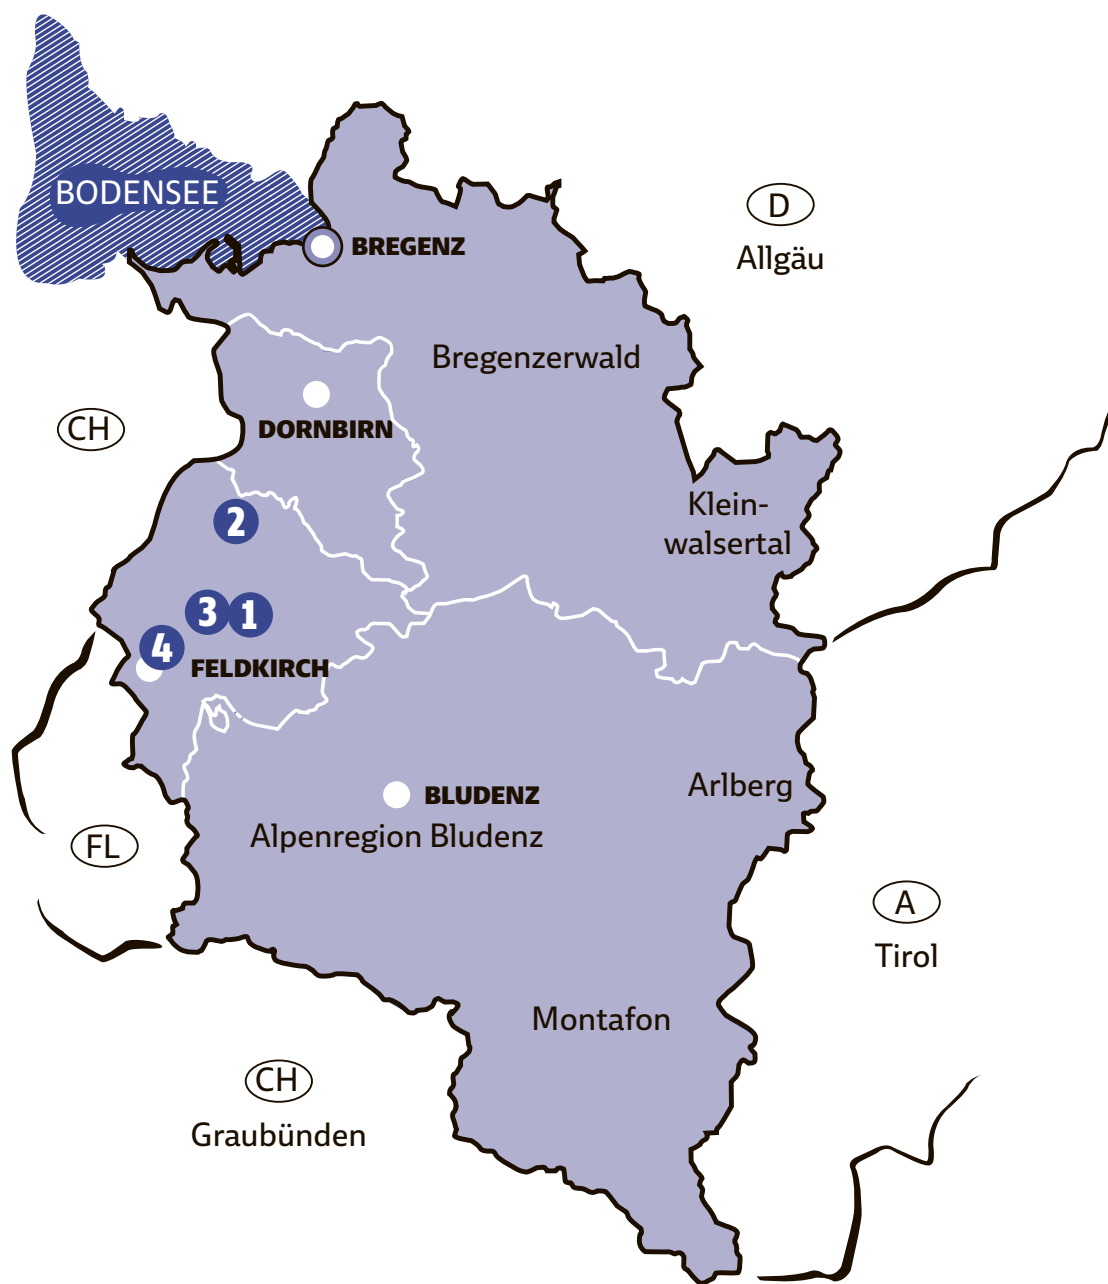 BODENSEE
D
Allgäu
BREGENZ
Bregenzerwald
CH
DORNBIRN
Klein-
walsertal
2
3
1
4
FELDKIRCH
Arlberg
BLUDENZ
Alpenregion Bludenz
FL
A
Tirol
Montafon
CH
Graubünden